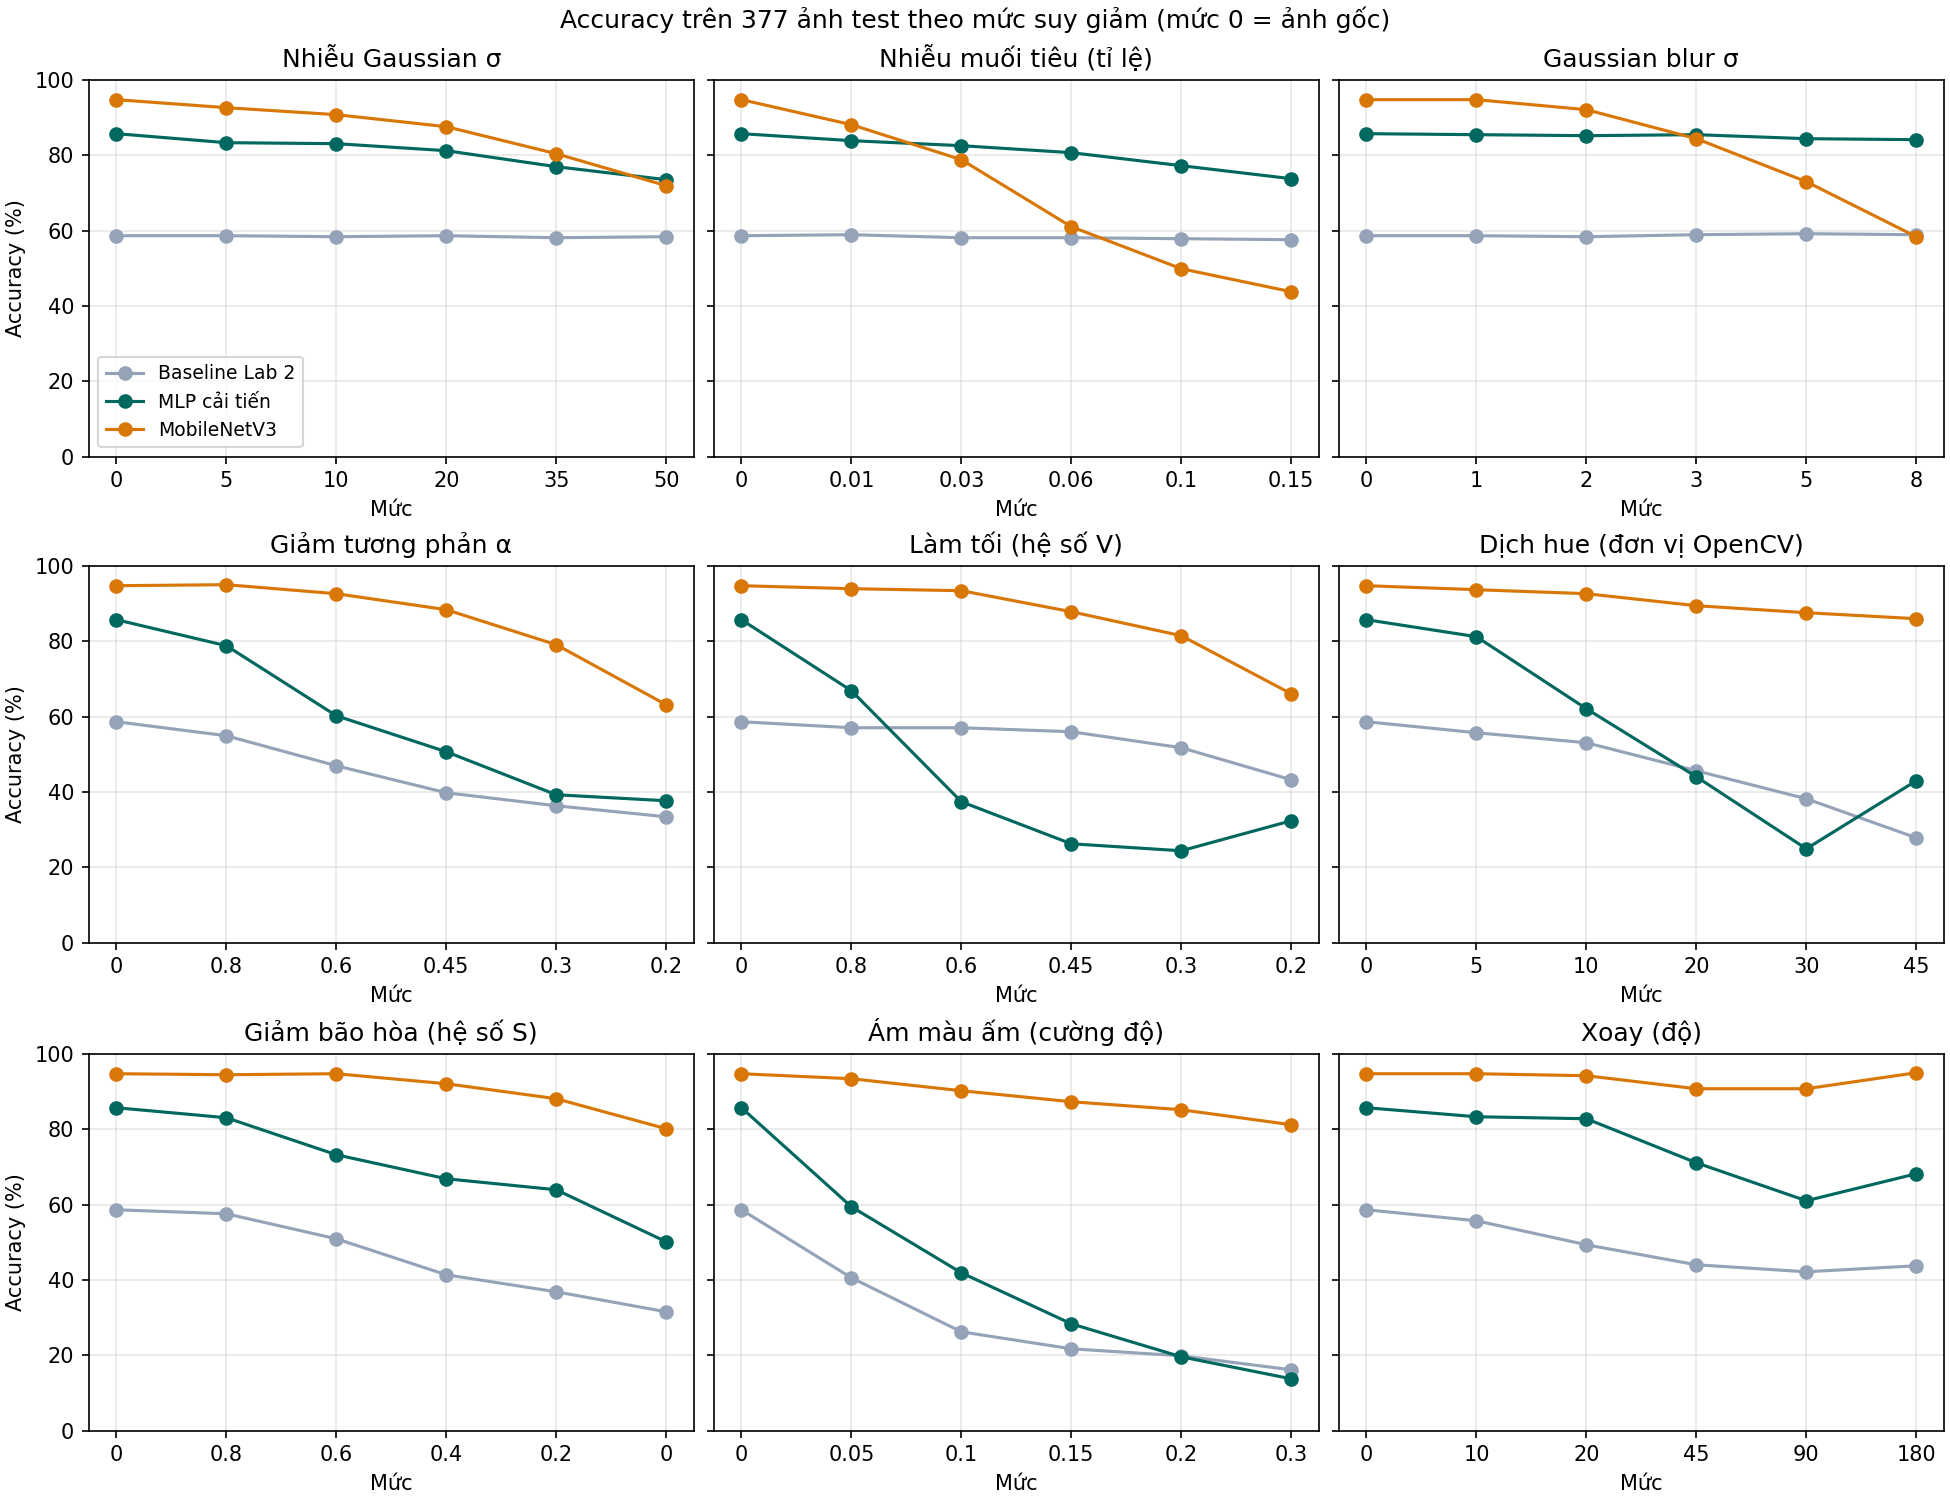 Accuracy trên 377 ảnh test theo mức suy giảm (mức 0 = ảnh gốc)
Nhiễu Gaussian σ
Accuracy (%)
100
80
60
40
20
0
Baseline Lab 2
MLP cải tiến
MobileNetV3
0 5 10 20 35 50
Mức
Nhiễu muối tiêu (tỉ lệ)
0 0.01 0.03 0.06 0.1 0.15
Mức
Gaussian blur σ
0 1 2 3 5 8
Mức
Giảm tương phản α
Accuracy (%)
100
80
60
40
20
0
0 0.8 0.6 0.45 0.3 0.2
Mức
Làm tối (hệ số V)
0 0.8 0.6 0.45 0.3 0.2
Mức
Dịch hue (đơn vị OpenCV)
0 5 10 20 30 45
Mức
Giảm bão hòa (hệ số S)
Accuracy (%)
100
80
60
40
20
0
0 0.8 0.6 0.4 0.2 0
Mức
Ám màu ấm (cường độ)
0 0.05 0.1 0.15 0.2 0.3
Mức
Xoay (độ)
0 10 20 45 90 180
Mức